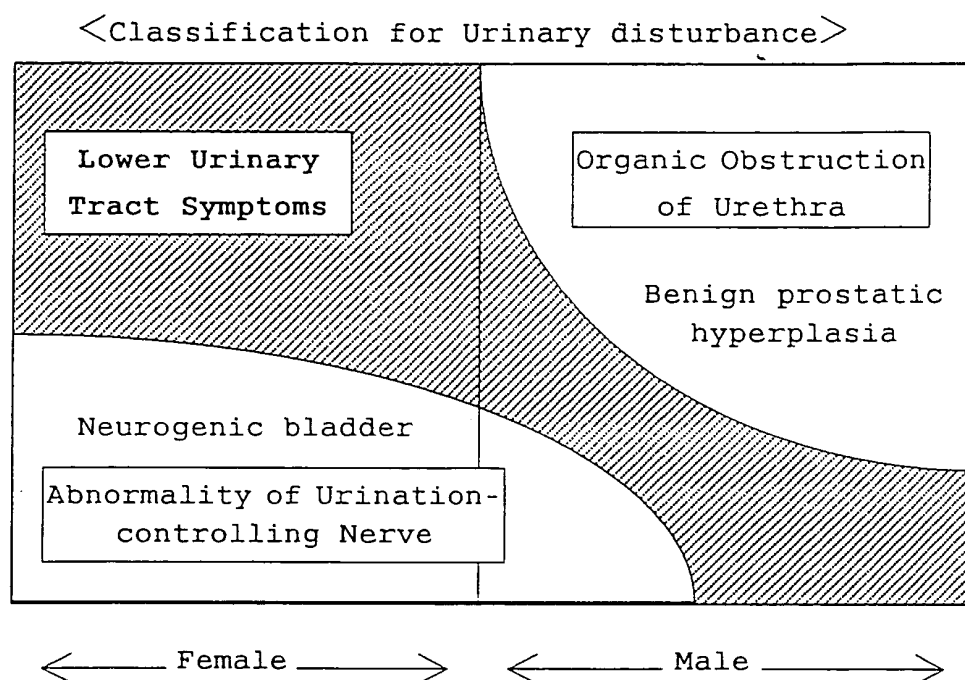 <Classification for Urinary disturbance>
Lower Urinary
Tract Symptoms
Organic Obstruction
of Urethra
Benign prostatic
hyperplasia
Neurogenic bladder
Abnormality of Urination-
controlling Nerve
Female
Male